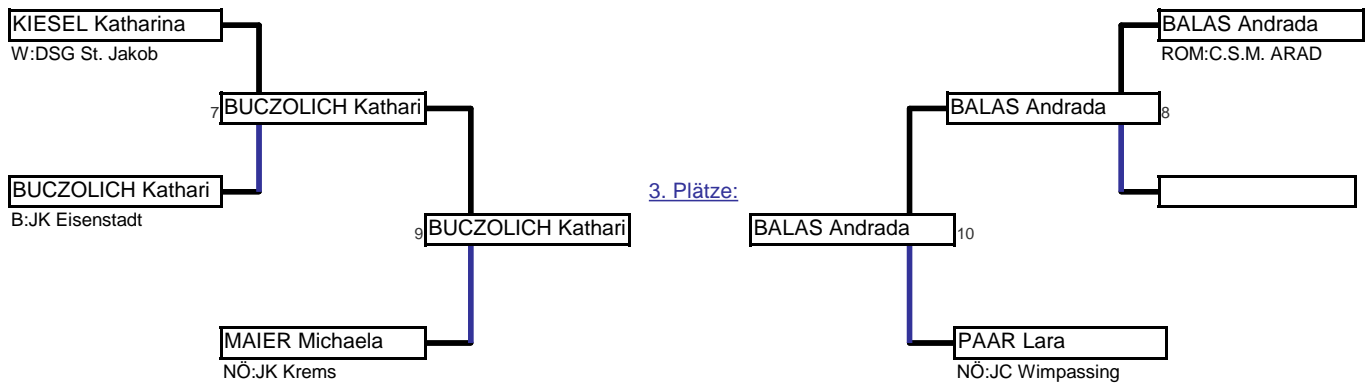 KIESEL Katharina
W:DSG St. Jakob
7
BUCZOLICH Kathari
BUCZOLICH Kathari
B:JK Eisenstadt
9
BUCZOLICH Kathari
MAIER Michaela
NÖ:JK Krems
3. Plätze:
BALAS Andrada
ROM:C.S.M. ARAD
BALAS Andrada
8
BALAS Andrada
10
PAAR Lara
NÖ:JC Wimpassing